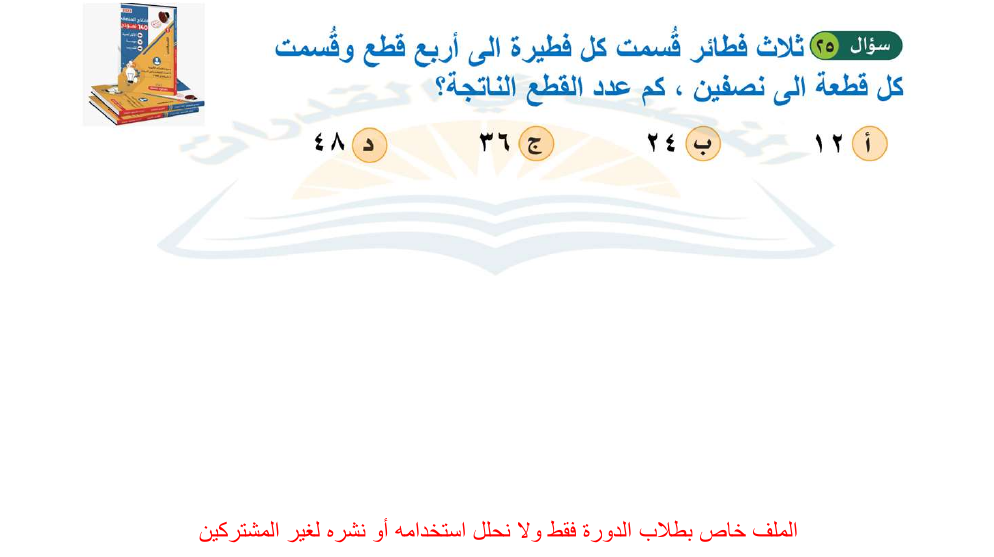 سؤال ٢٥ ثلاث فطائر قُسمت كل فطيرة الى أربع قطع وقُسمت
كل قطعة الى نصفين ، كم عدد القطع الناتجة؟
أ ١٢ ب ٢٤ ج ٣٦ د ٤٨
الملف خاص بطلاب الدورة فقط ولا نحلل استخدامه أو نشره لغير المشتركين